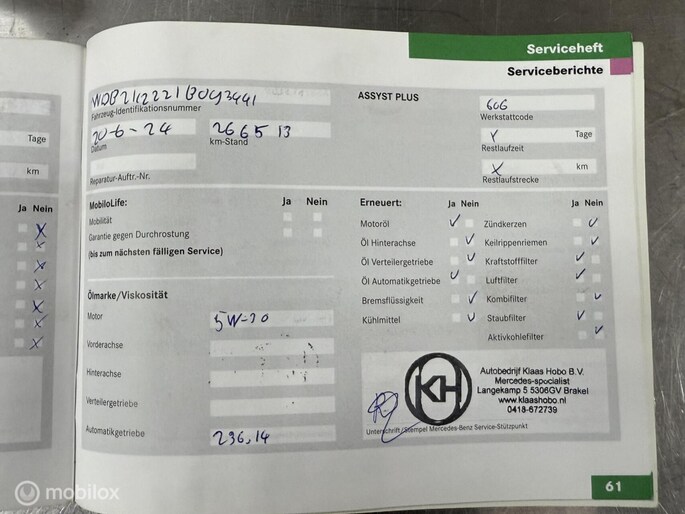 Serviceheft
Serviceberichte
Tage
km
Ja Nein
Fahrzeug-Identifikationsnummer
20-6-24
Datum
266513
km-Stand
Reparatur-Auftr.-Nr.
ASSYST PLUS
606
Werkstattcode
Tage
Restlaufzeit
X km
Restlaufstrecke
MobiloLife: Ja Nein
Mobilität
Garantie gegen Durchrostung
(bis zum nächsten fälligen Service)
Ölmarke/Viskosität
Motor 5W-30
Vorderachse
Hinterachse
Verteilergetriebe
Automatikgetriebe 236,14
Erneuert: Ja Nein Ja Nein
Motoröl Zündkerzen
Öl Hinterachse Keilrippenriemen
Öl Verteilergetriebe Kraftstofffilter
Öl Automatikgetriebe Luftfilter
Bremsflüssigkeit Kombifilter
Kühlmittel Staubfilter
Aktivkohlefilter
KH
Autobedrijf Klaas Hobo B.V.
Mercedes-specialist
Langekamp 5 5306GV Brakel
www.klaashobo.nl
0418-672739
Unterschrift/Stempel Mercedes-Benz Service-Stützpunkt
61
mobilox